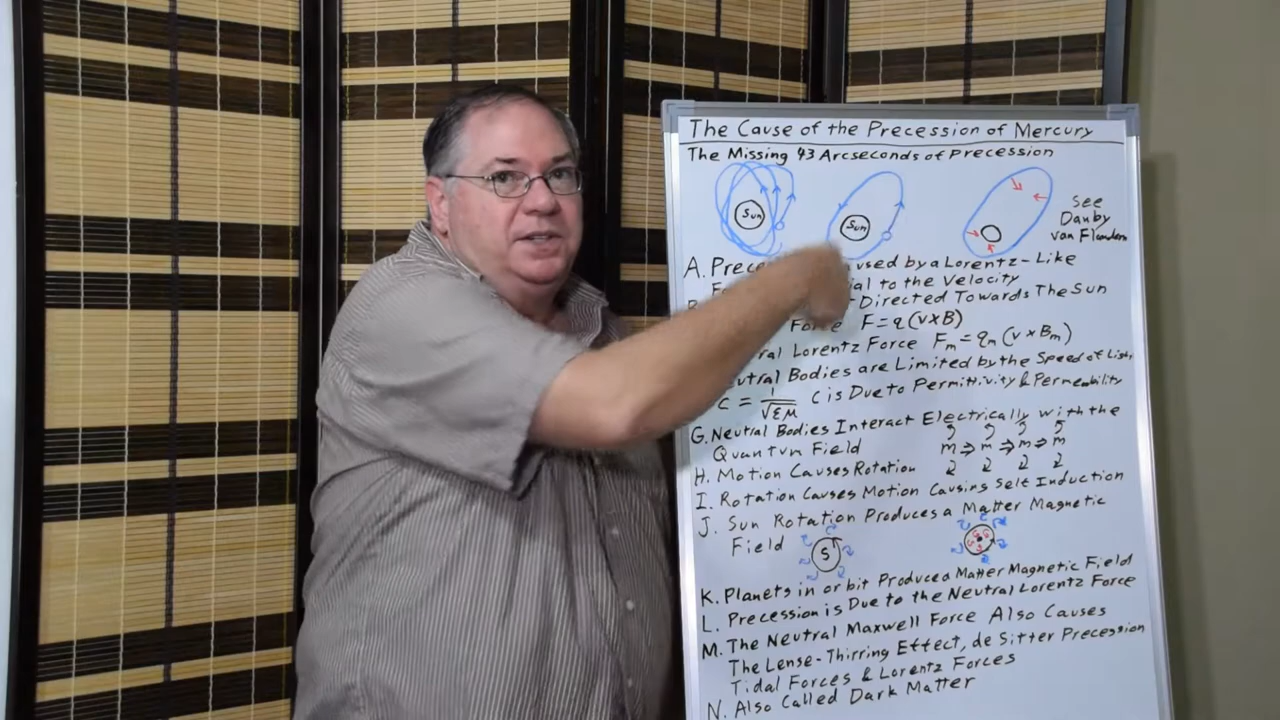 The Cause of the Precession of Mercury
The Missing 43 Arcseconds of Precession
Sun
Sun
See
Danby
van Flandern
A. Prece used by a Lorentz-Like
Fo ial to the Velocity
Directed Towards The Sun
Force F=q(v×B)
ral Lorentz Force Fm=qm(v×Bm)
eutral Bodies are Limited by the Speed of Light
c = 1/√εμ c is Due to Permittivity & Permeability
G. Neutral Bodies Interact Electrically with the
Quantum Field m⇒m⇒m⇒m
H. Motion Causes Rotation
I. Rotation Causes Motion Causing Self Induction
J. Sun Rotation Produces a Matter Magnetic
Field S
K. Planets in orbit Produce a Matter Magnetic Field
L. Precession is Due to the Neutral Lorentz Force
M. The Neutral Maxwell Force Also Causes
The Lense-Thirring Effect, de Sitter Precession
Tidal Forces & Lorentz Forces
N. Also Called Dark Matter